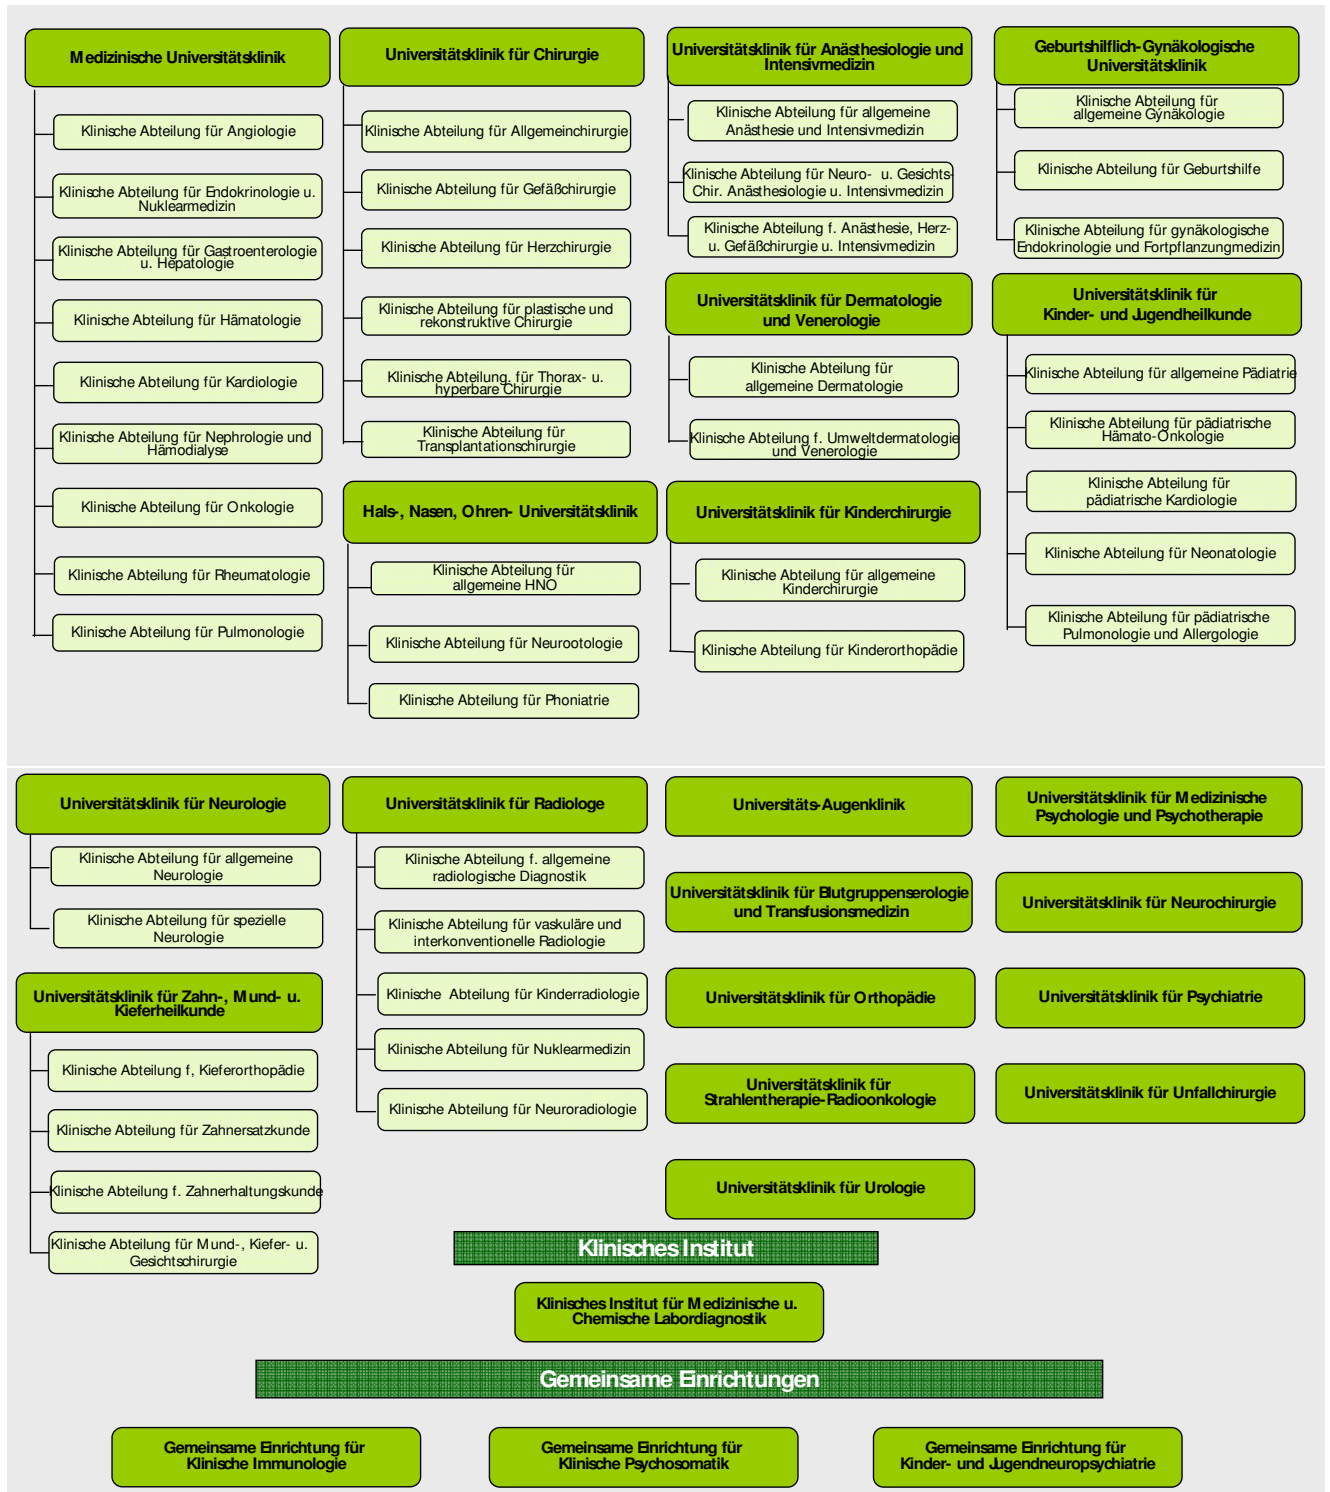 Medizinische Universitätsklinik
Klinische Abteilung für Angiologie
Klinische Abteilung für Endokrinologie u.
Nuklearmedizin
Klinische Abteilung für Gastroenterologie
u. Hepatologie
Klinische Abteilung für Hämatologie
Klinische Abteilung für Kardiologie
Klinische Abteilung für Nephrologie und
Hämodialyse
Klinische Abteilung für Onkologie
Klinische Abteilung für Rheumatologie
Klinische Abteilung für Pulmonologie
Universitätsklinik für Chirurgie
Klinische Abteilung für Allgemeinchirurgie
Klinische Abteilung für Gefäßchirurgie
Klinische Abteilung für Herzchirurgie
Klinische Abteilung für plastische und
rekonstruktive Chirurgie
Klinische Abteilung. für Thorax- u.
hyperbare Chirurgie
Klinische Abteilung für
Transplantationschirurgie
Hals-, Nasen, Ohren- Universitätsklinik
Klinische Abteilung für
allgemeine HNO
Klinische Abteilung für Neurootologie
Klinische Abteilung für Phoniatrie
Universitätsklinik für Anästhesiologie und
Intensivmedizin
Klinische Abteilung für allgemeine
Anästhesie und Intensivmedizin
Klinische Abteilung für Neuro- u. Gesichts-
Chir. Anästhesiologie u. Intensivmedizin
Klinische Abteilung f. Anästhesie, Herz-
u. Gefäßchirurgie u. Intensivmedizin
Universitätsklinik für Dermatologie
und Venerologie
Klinische Abteilung für
allgemeine Dermatologie
Klinische Abteilung f. Umweltdermatologie
und Venerologie
Universitätsklinik für Kinderchirurgie
Klinische Abteilung für allgemeine
Kinderchirurgie
Klinische Abteilung für Kinderorthopädie
Geburtshilflich-Gynäkologische
Universitätsklinik
Klinische Abteilung für
allgemeine Gynäkologie
Klinische Abteilung für Geburtshilfe
Klinische Abteilung für gynäkologische
Endokrinologie und Fortpflanzungmedizin
Universitätsklinik für
Kinder- und Jugendheilkunde
Klinische Abteilung für allgemeine Pädiatrie
Klinische Abteilung für pädiatrische
Hämato-Onkologie
Klinische Abteilung für
pädiatrische Kardiologie
Klinische Abteilung für Neonatologie
Klinische Abteilung für pädiatrische
Pulmonologie und Allergologie
Universitätsklinik für Neurologie
Klinische Abteilung für allgemeine
Neurologie
Klinische Abteilung für spezielle
Neurologie
Universitätsklinik für Zahn-, Mund- u.
Kieferheilkunde
Klinische Abteilung f, Kieferorthopädie
Klinische Abteilung für Zahnersatzkunde
Klinische Abteilung f. Zahnerhaltungskunde
Klinische Abteilung für Mund-, Kiefer- u.
Gesichtschirurgie
Universitätsklinik für Radiologe
Klinische Abteilung f. allgemeine
radiologische Diagnostik
Klinische Abteilung für vaskuläre und
interkonventionelle Radiologie
Klinische Abteilung für Kinderradiologie
Klinische Abteilung für Nuklearmedizin
Klinische Abteilung für Neuroradiologie
Universitäts-Augenklinik
Universitätsklinik für Blutgruppenserologie
und Transfusionsmedizin
Universitätsklinik für Orthopädie
Universitätsklinik für
Strahlentherapie-Radioonkologie
Universitätsklinik für Urologie
Universitätsklinik für Medizinische
Psychologie und Psychotherapie
Universitätsklinik für Neurochirurgie
Universitätsklinik für Psychiatrie
Universitätsklinik für Unfallchirurgie
Klinisches Institut
Klinisches Institut für Medizinische u.
Chemische Labordiagnostik
Gemeinsame Einrichtungen
Gemeinsame Einrichtung für
Klinische Immunologie
Gemeinsame Einrichtung für
Klinische Psychosomatik
Gemeinsame Einrichtung für
Kinder- und Jugendneuropsychiatrie